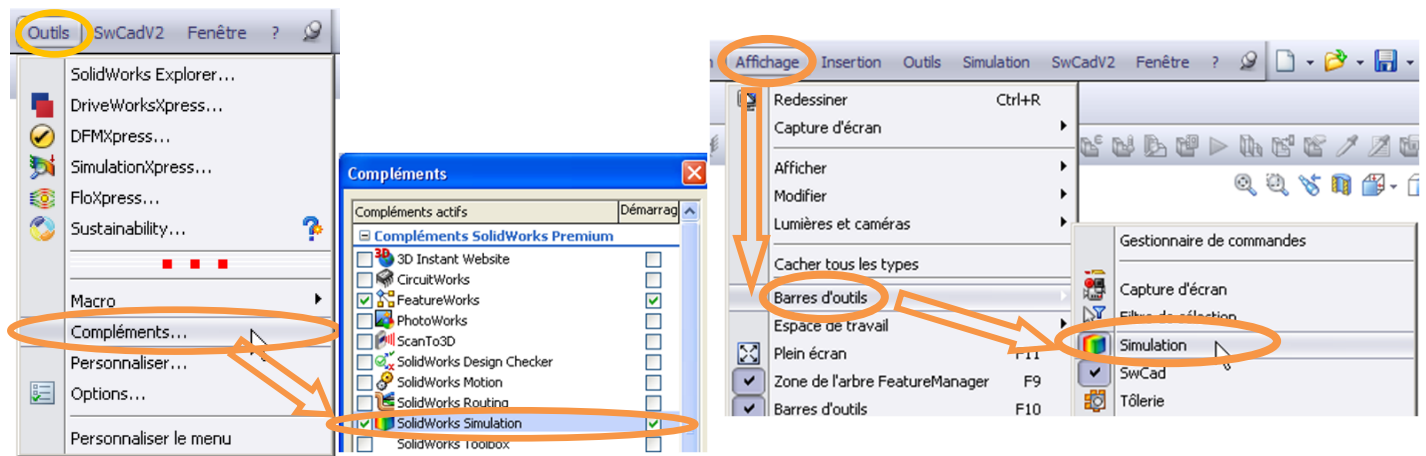 Outils SwCadV2 Fenêtre ?
SolidWorks Explorer...
DriveWorksXpress...
DFMXpress...
SimulationXpress...
FloXpress...
Sustainability...
Macro
Compléments...
Personnaliser...
Options...
Personnaliser le menu
Compléments
Compléments actifs Démarrag
Compléments SolidWorks Premium
3D Instant Website
CircuitWorks
FeatureWorks
PhotoWorks
ScanTo3D
SolidWorks Design Checker
SolidWorks Motion
SolidWorks Routing
SolidWorks Simulation
SolidWorks Toolbox
Affichage Insertion Outils Simulation SwCadV2 Fenêtre ?
Redessiner Ctrl+R
Capture d'écran
Afficher
Modifier
Lumières et caméras
Cacher tous les types
Barres d'outils
Espace de travail
Plein écran F11
Zone de l'arbre FeatureManager F9
Barres d'outils F10
Gestionnaire de commandes
Capture d'écran
Filtre de sélection
Simulation
SwCad
Tôlerie